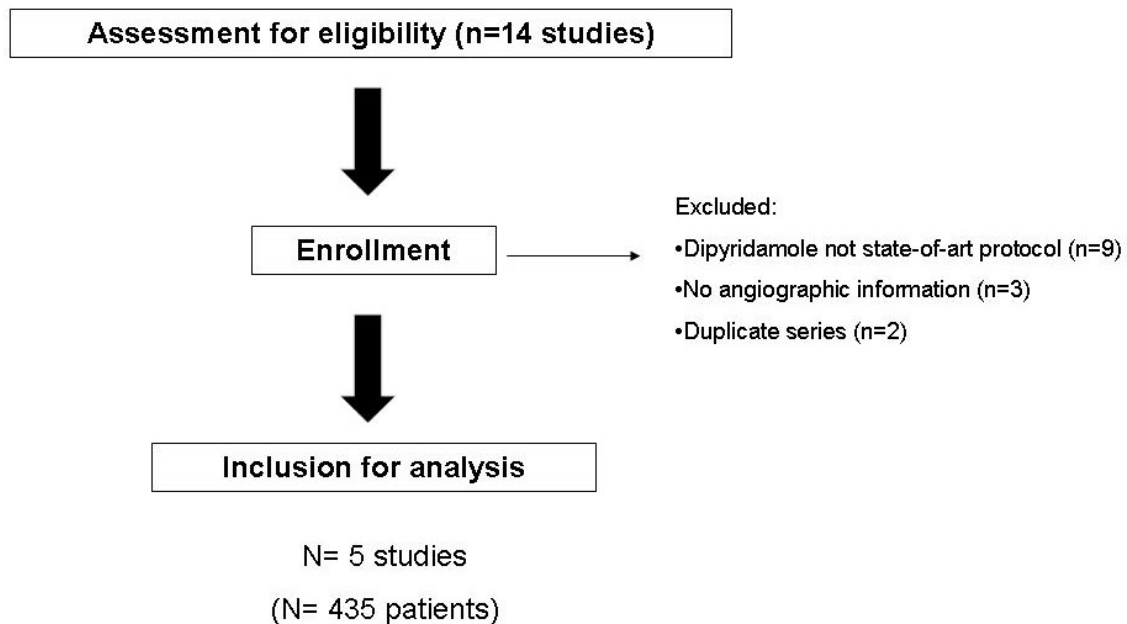 Assessment for eligibility (n=14 studies)
Enrollment
Excluded:
•Dipyridamole not state-of-art protocol (n=9)
•No angiographic information (n=3)
•Duplicate series (n=2)
Inclusion for analysis
N= 5 studies
(N= 435 patients)